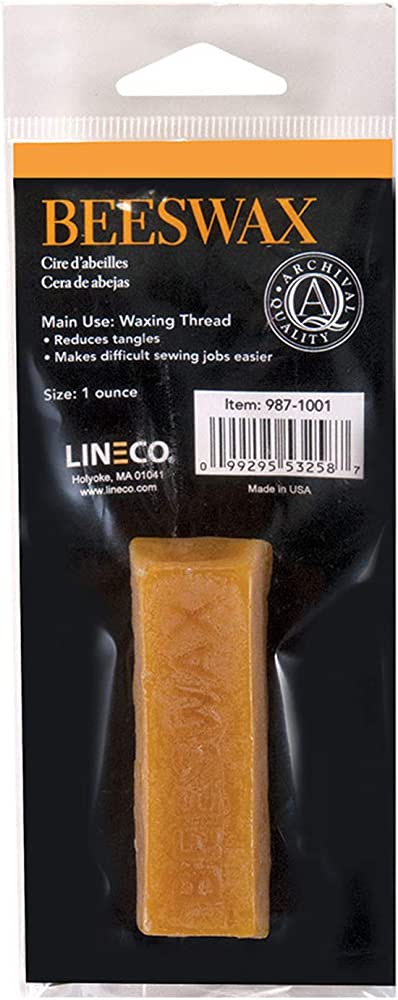 BEESWAX
Cire d'abeilles
Cera de abejas
ARCHIVAL
AQ
QUALITY
Main Use: Waxing Thread
• Reduces tangles
• Makes difficult sewing jobs easier
Size: 1 ounce
Item: 987-1001
0 99295 53258 7
Made in USA
LINECO®
Holyoke, MA 01041
www.lineco.com
BEESWAX